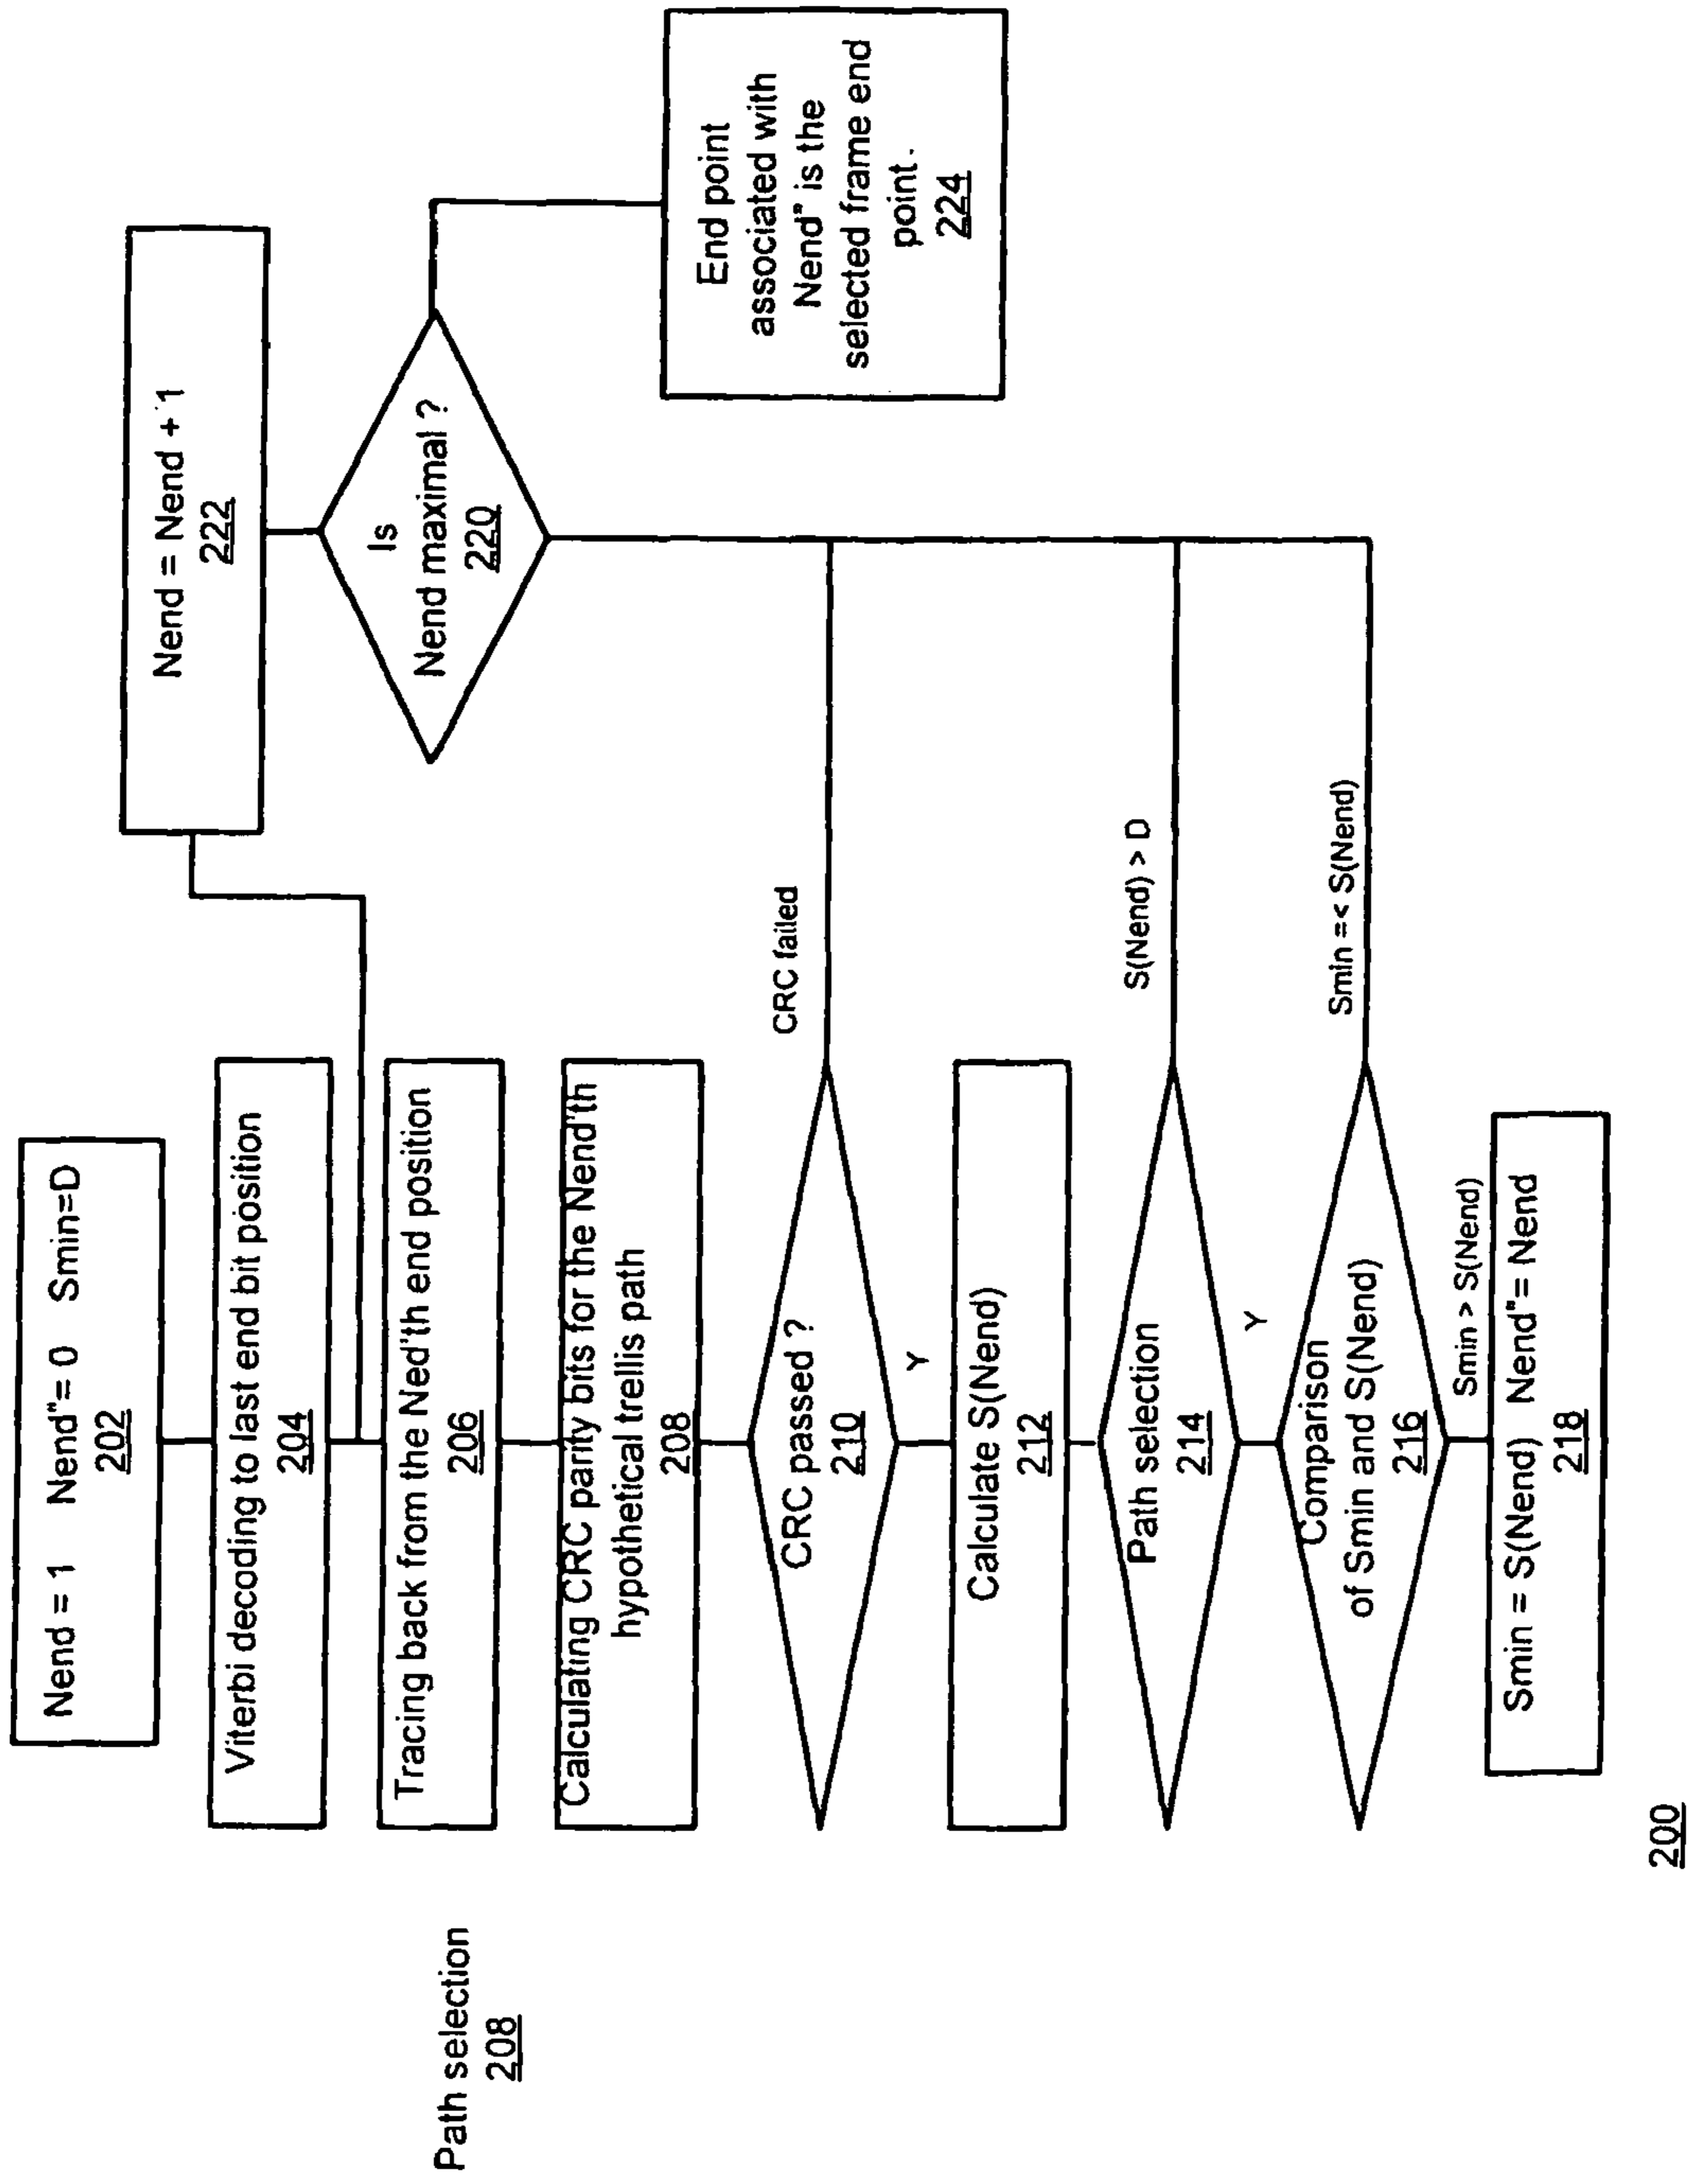 Nend = 1 Nend"= 0 Smin=D
202
Viterbi decoding to last end bit position
204
Tracing back from the Ned'th end position
206
Calculating CRC parity bits for the Nend'th
hypothetical trellis path
208
CRC passed ?
210
CRC failed
Y
Calculate S(Nend)
212
Path selection
214
S(Nend) > D
Y
Comparison
of Smin and S(Nend)
216
Smin =< S(Nend)
Smin > S(Nend)
Smin = S(Nend) Nend"= Nend
218
Nend = Nend + 1
222
Is
Nend maximal ?
220
End point
associated with
Nend" is the
selected frame end
point.
224
Path selection
208
200